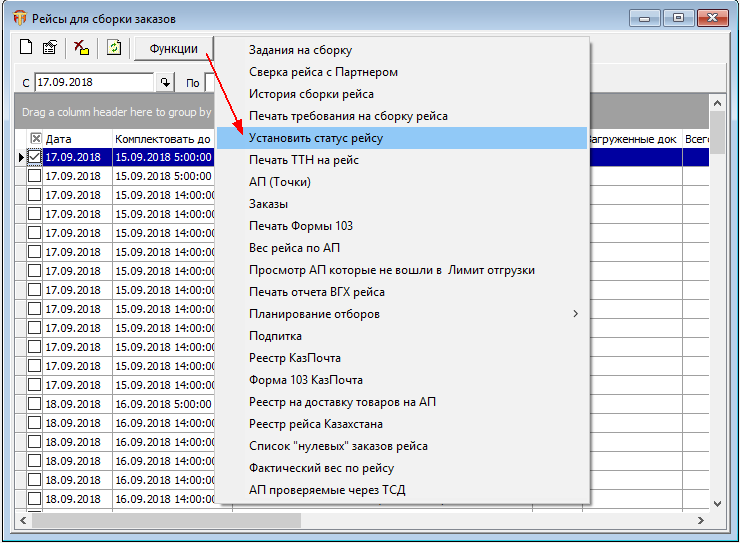 Рейсы для сборки заказов
Функции
С 17.09.2018 По
Drag a column header here to group by
Дата Комплектовать до Загруженные док Всего
17.09.2018 15.09.2018 5:00:00
17.09.2018 15.09.2018 5:00:00
17.09.2018 15.09.2018 14:00:00
17.09.2018 15.09.2018 14:00:00
17.09.2018 15.09.2018 14:00:00
17.09.2018 15.09.2018 14:00:00
17.09.2018 15.09.2018 14:00:00
17.09.2018 15.09.2018 14:00:00
17.09.2018 15.09.2018 14:00:00
17.09.2018 15.09.2018 14:00:00
17.09.2018 15.09.2018 14:00:00
17.09.2018 15.09.2018 14:00:00
17.09.2018 15.09.2018 14:00:00
18.09.2018 16.09.2018 5:00:00
18.09.2018 16.09.2018 14:00:00
18.09.2018 16.09.2018 14:00:00
18.09.2018 16.09.2018 14:00:00
18.09.2018 16.09.2018 14:00:00
18.09.2018 16.09.2018 14:00:00
Задания на сборку
Сверка рейса с Партнером
История сборки рейса
Печать требования на сборку рейса
Установить статус рейсу
Печать ТТН на рейс
АП (Точки)
Заказы
Печать Формы 103
Вес рейса по АП
Просмотр АП которые не вошли в Лимит отгрузки
Печать отчета ВГХ рейса
Планирование отборов
Подпитка
Реестр КазПочта
Форма 103 КазПочта
Реестр на доставку товаров на АП
Реестр рейса Казахстана
Список "нулевых" заказов рейса
Фактический вес по рейсу
АП проверяемые через ТСД